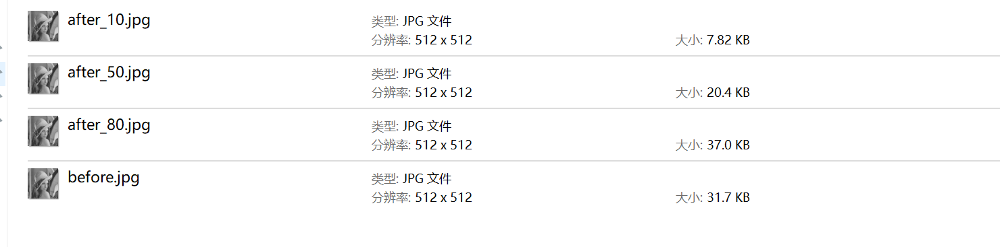 after_10.jpg
类型: JPG 文件
分辨率: 512 x 512
大小: 7.82 KB
after_50.jpg
类型: JPG 文件
分辨率: 512 x 512
大小: 20.4 KB
after_80.jpg
类型: JPG 文件
分辨率: 512 x 512
大小: 37.0 KB
before.jpg
类型: JPG 文件
分辨率: 512 x 512
大小: 31.7 KB